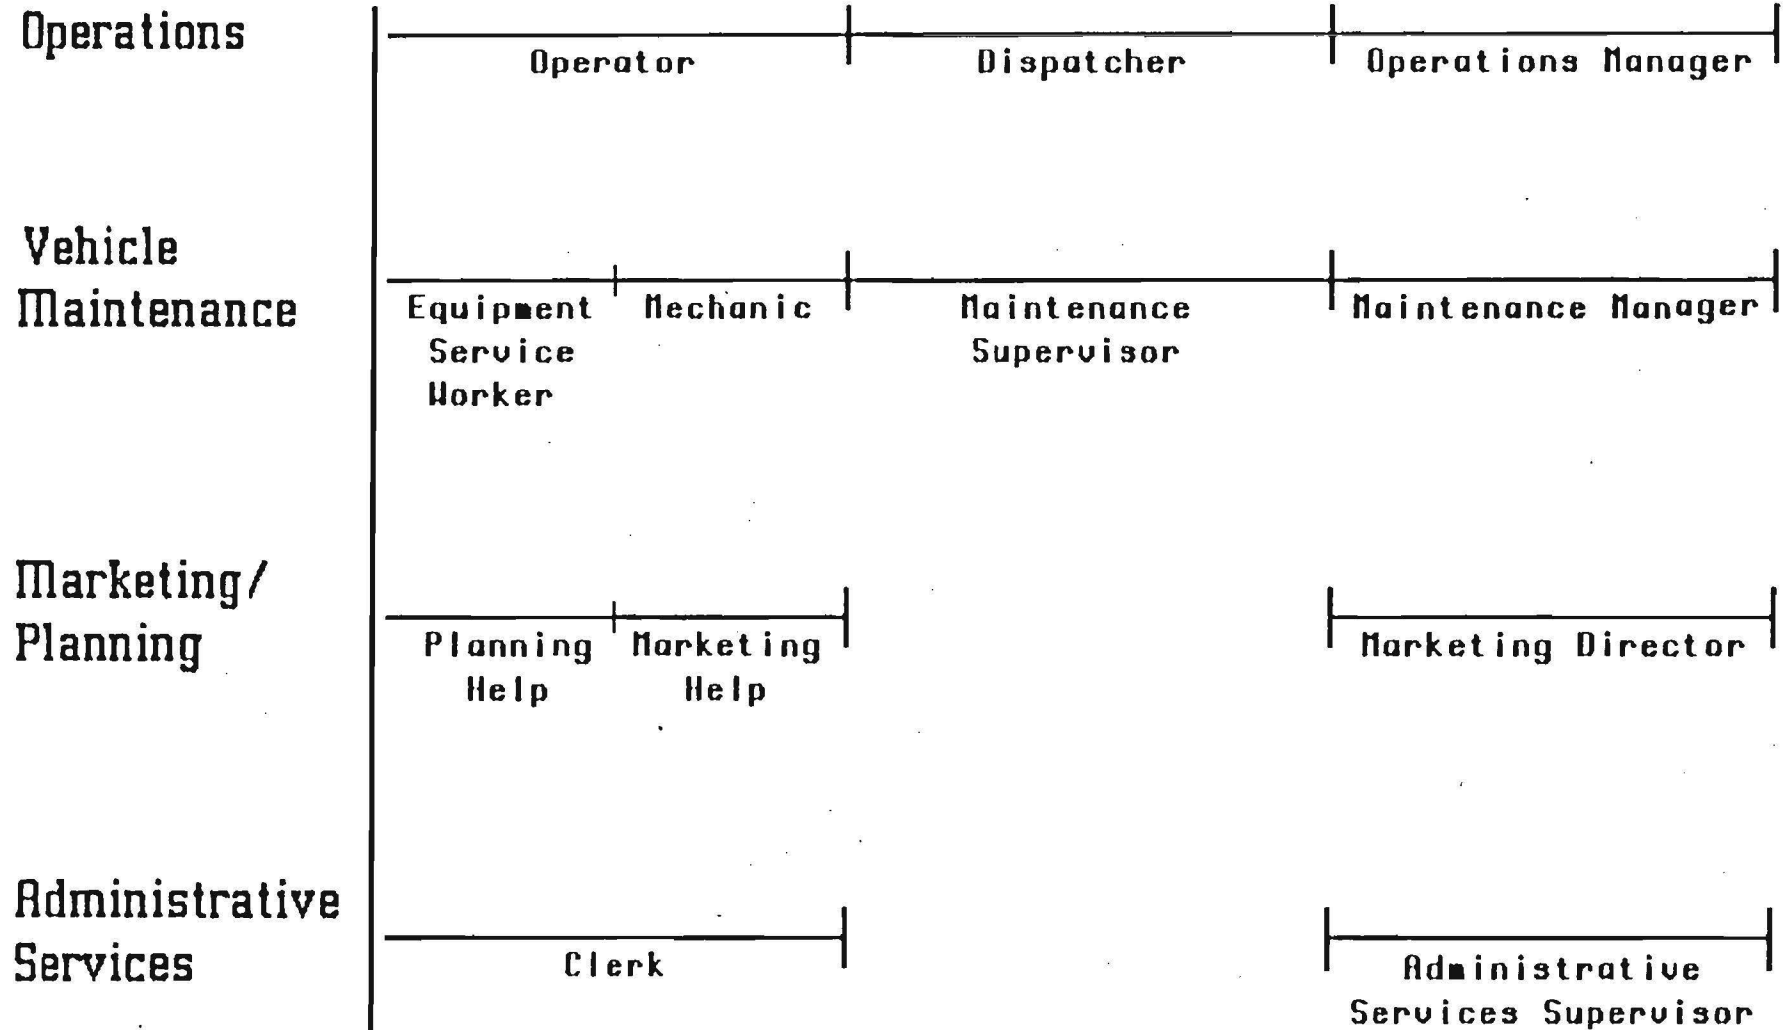 Operations
Operator
Dispatcher
Operations Manager
Vehicle
Maintenance
Equipment
Service
Worker
Mechanic
Maintenance
Supervisor
Maintenance Manager
Marketing/
Planning
Planning
Help
Marketing
Help
Marketing Director
Administrative
Services
Clerk
Administrative
Services Supervisor